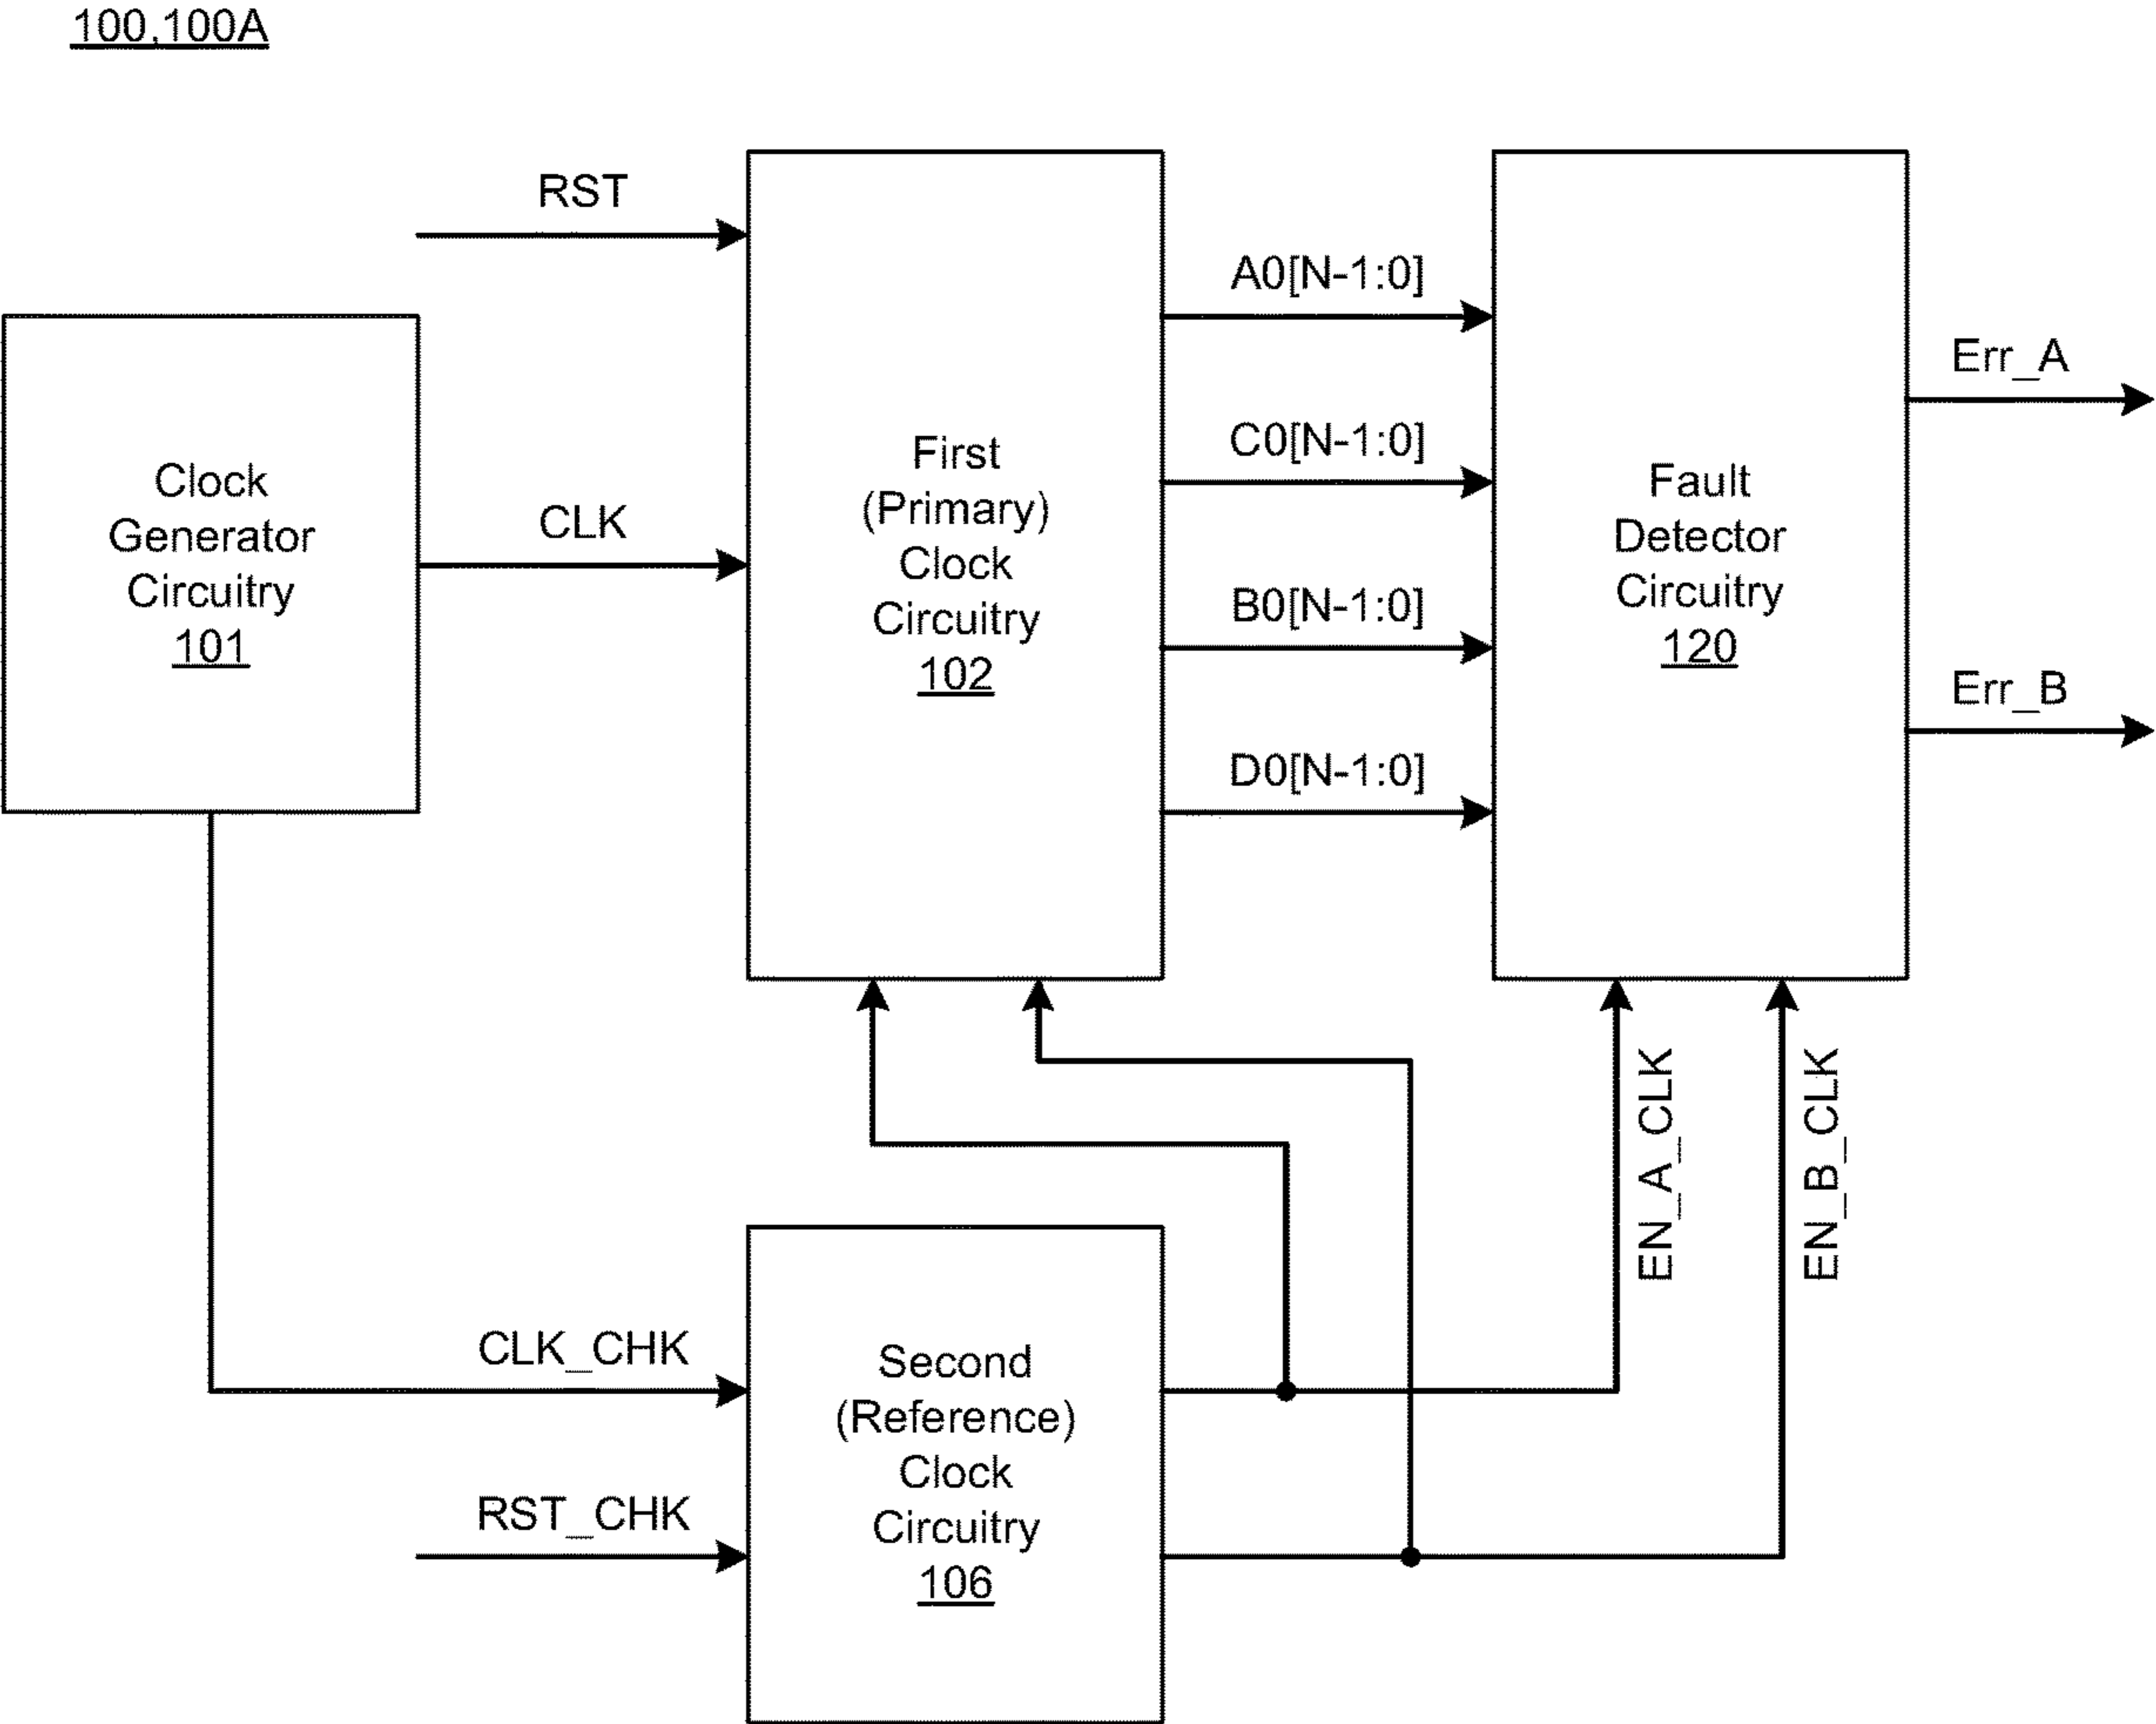 100,100A
RST
A0[N-1:0]
Err_A
C0[N-1:0]
Clock
Generator
Circuitry
101
CLK
First
(Primary)
Clock
Circuitry
102
Fault
Detector
Circuitry
120
B0[N-1:0]
Err_B
D0[N-1:0]
EN_A_CLK
EN_B_CLK
CLK_CHK
Second
(Reference)
Clock
Circuitry
106
RST_CHK